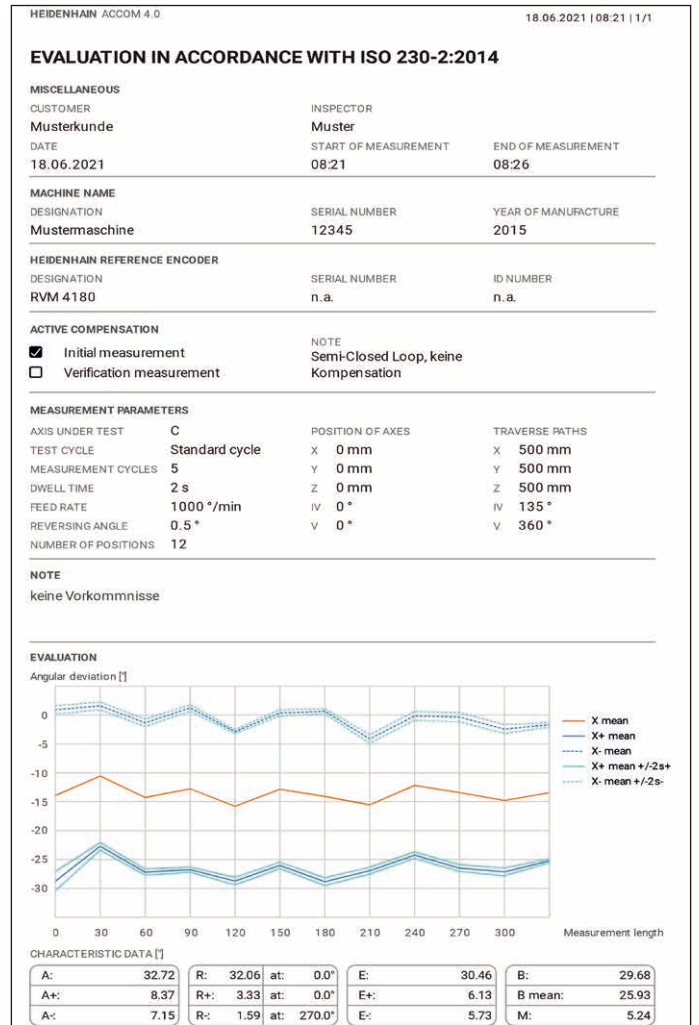 HEIDENHAIN ACCOM 4.0 18.06.2021 | 08:21 | 1/1
EVALUATION IN ACCORDANCE WITH ISO 230-2:2014
MISCELLANEOUS
CUSTOMER INSPECTOR
Musterkunde Muster
DATE START OF MEASUREMENT END OF MEASUREMENT
18.06.2021 08:21 08:26
MACHINE NAME
DESIGNATION SERIAL NUMBER YEAR OF MANUFACTURE
Mustermaschine 12345 2015
HEIDENHAIN REFERENCE ENCODER
DESIGNATION SERIAL NUMBER ID NUMBER
RVM 4180 n.a. n.a.
ACTIVE COMPENSATION
NOTE
Initial measurement Semi-Closed Loop, keine
Verification measurement Kompensation
MEASUREMENT PARAMETERS
AXIS UNDER TEST C POSITION OF AXES TRAVERSE PATHS
TEST CYCLE Standard cycle X 0 mm X 500 mm
MEASUREMENT CYCLES 5 Y 0 mm Y 500 mm
DWELL TIME 2 s Z 0 mm Z 500 mm
FEED RATE 1000 °/min IV 0 ° IV 135 °
REVERSING ANGLE 0.5 ° V 0 ° V 360 °
NUMBER OF POSITIONS 12
NOTE
keine Vorkommnisse
EVALUATION
Angular deviation ["]
0
-5
-10
-15
-20
-25
-30
X mean
X+ mean
X- mean
X+ mean +/-2s+
X- mean +/-2s-
0 30 60 90 120 150 180 210 240 270 300 Measurement length
CHARACTERISTIC DATA ["]
A: 32.72 R: 32.06 at: 0.0° E: 30.46 B: 29.68
A+: 8.37 R+: 3.33 at: 0.0° E+: 6.13 B mean: 25.93
A-: 7.15 R-: 1.59 at: 270.0° E-: 5.73 M: 5.24